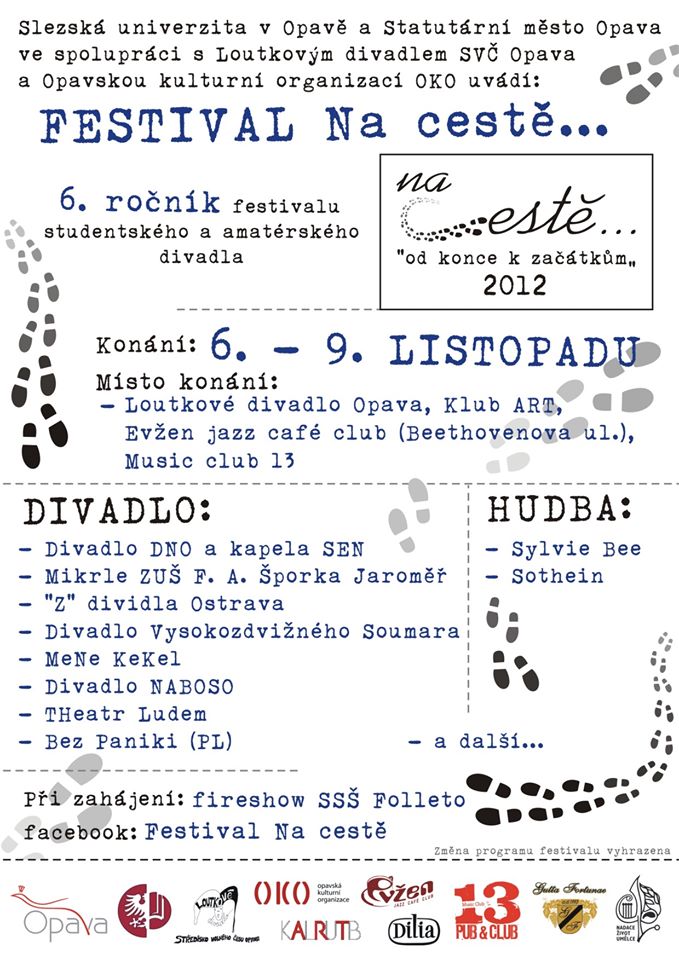 Slezská univerzita v Opavě a Statutární město Opava
ve spolupráci s Loutkovým divadlem SVČ Opava
a Opavskou kulturní organizací OKO uvádí:
FESTIVAL Na cestě...
6. ročník festivalu
studentského a amatérského
divadla
na
cestě...
"od konce k začátkům„
2012
Konání: 6. – 9. LISTOPADU
Místo konání:
– Loutkové divadlo Opava, Klub ART,
Evžen jazz café club (Beethovenova ul.),
Music club 13
DIVADLO:
– Divadlo DNO a kapela SEN
– Mikrle ZUŠ F. A. Šporka Jaroměř
– "Z" dividla Ostrava
– Divadlo Vysokozdvižného Soumara
– MeNe KeKel
– Divadlo NABOSO
– THeatr Ludem
– Bez Paniki (PL)
HUDBA:
– Sylvie Bee
– Sothein
– a další...
Při zahájení: fireshow SSŠ Folleto
facebook: Festival Na cestě
Změna programu festivalu vyhrazena
Opava
LOUTKOVÉ
STŘEDISKO VOLNÉHO ČASU OPAVA
OKO
opavská
kulturní
organizace
Evžen
JAZZ CAFÉ CLUB
Dilia
Music Club
13
PUB & CLUB
Gutta Fortunae
NADACE
ŽIVOT
UMĚLCE